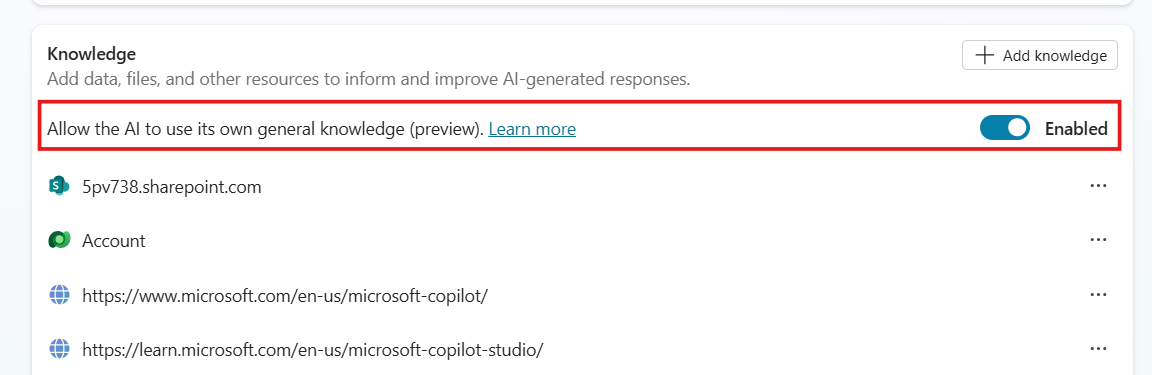 Knowledge
Add knowledge
Add data, files, and other resources to inform and improve AI-generated responses.
Allow the AI to use its own general knowledge (preview). Learn more
Enabled
S
5pv738.sharepoint.com
Account
https://www.microsoft.com/en-us/microsoft-copilot/
https://learn.microsoft.com/en-us/microsoft-copilot-studio/